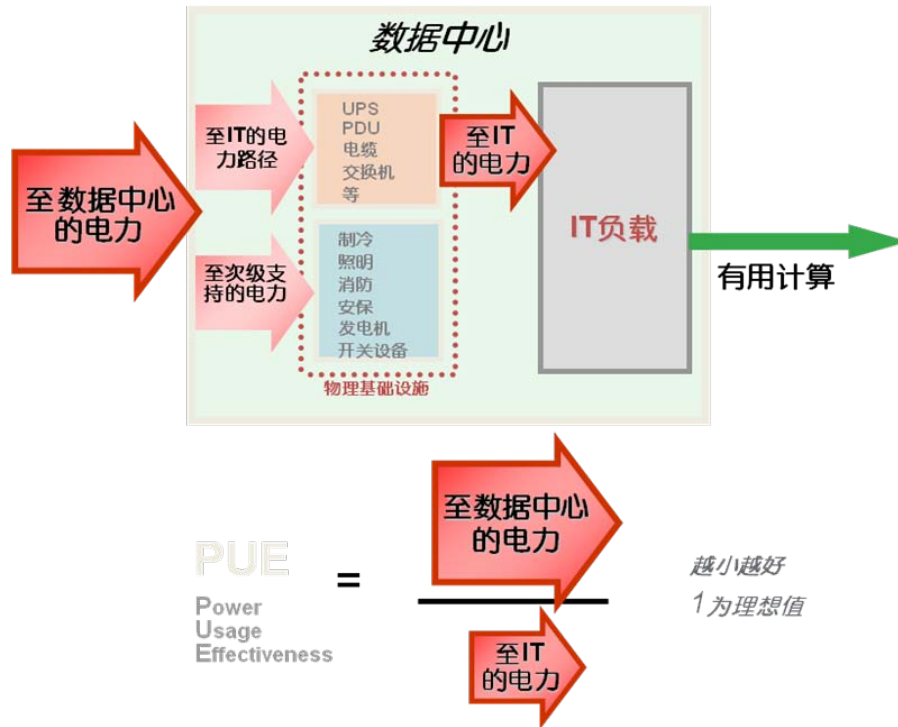 数据中心
至IT的电
力路径
UPS
PDU
电缆
交换机
等
至IT
的电力
至数据中心
的电力
IT负载
至次级支
持的电力
制冷
照明
消防
安保
发电机
开关设备
有用计算
物理基础设施
至数据中心
的电力
PUE
=
越小越好
1为理想值
Power
Usage
Effectiveness
至IT
的电力